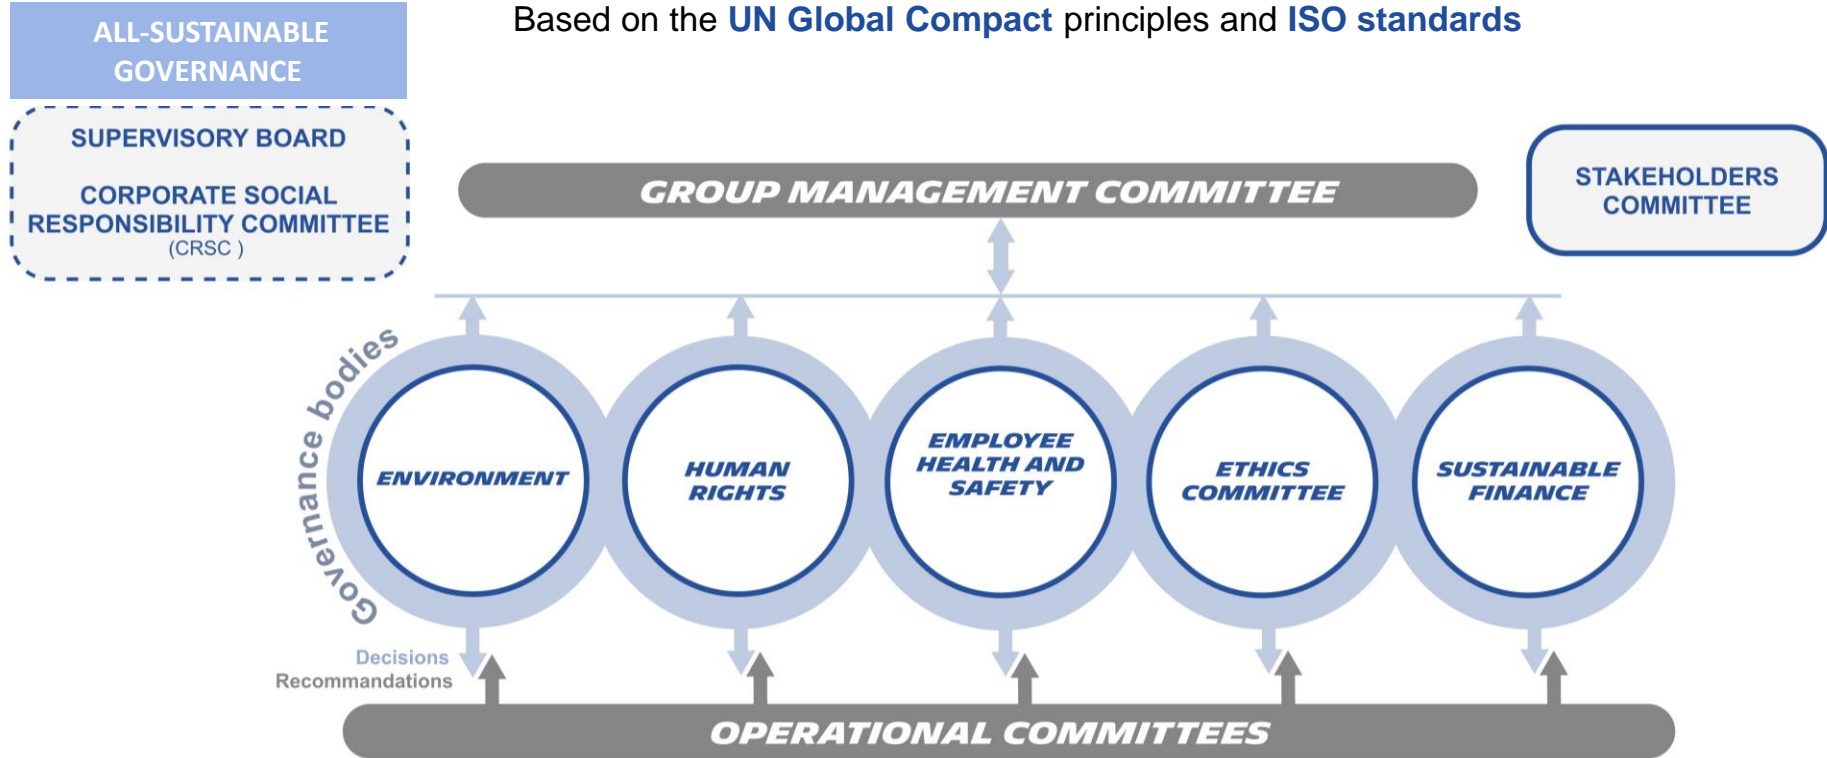 ALL-SUSTAINABLE
GOVERNANCE
Based on the UN Global Compact principles and ISO standards
SUPERVISORY BOARD
CORPORATE SOCIAL
RESPONSIBILITY COMMITTEE
(CRSC )
GROUP MANAGEMENT COMMITTEE
STAKEHOLDERS
COMMITTEE
Governance bodies
ENVIRONMENT
HUMAN
RIGHTS
EMPLOYEE
HEALTH AND
SAFETY
ETHICS
COMMITTEE
SUSTAINABLE
FINANCE
Decisions
Recommandations
OPERATIONAL COMMITTEES